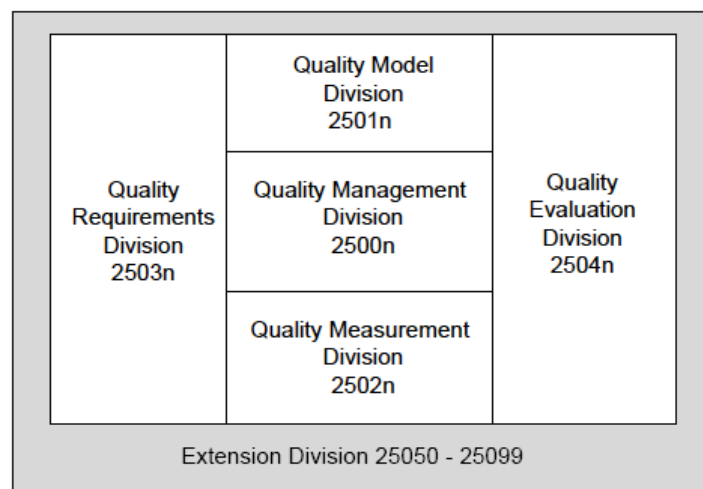 Quality Model
Division
2501n
Quality
Requirements
Division
2503n
Quality Management
Division
2500n
Quality
Evaluation
Division
2504n
Quality Measurement
Division
2502n
Extension Division 25050 - 25099